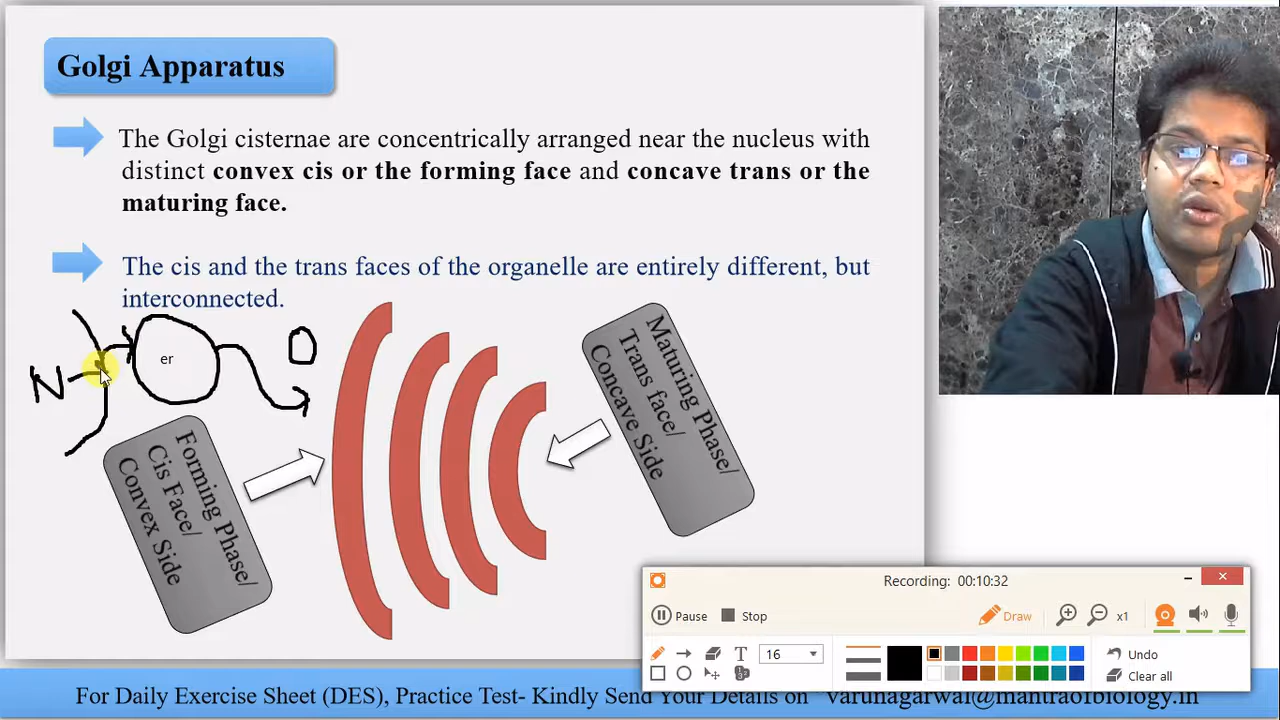 Golgi Apparatus
The Golgi cisternae are concentrically arranged near the nucleus with
distinct convex cis or the forming face and concave trans or the
maturing face.
The cis and the trans faces of the organelle are entirely different, but
interconnected.
N
er
Forming Phase/
Cis Face/
Convex Side
Maturing Phase/
Trans face/
Concave Side
Recording: 00:10:32
Pause
Stop
Draw
x1
T
16
Undo
Clear all
For Daily Exercise Sheet (DES), Practice Test- Kindly Send Your Details on varunagarwal@mantraofbiology.in